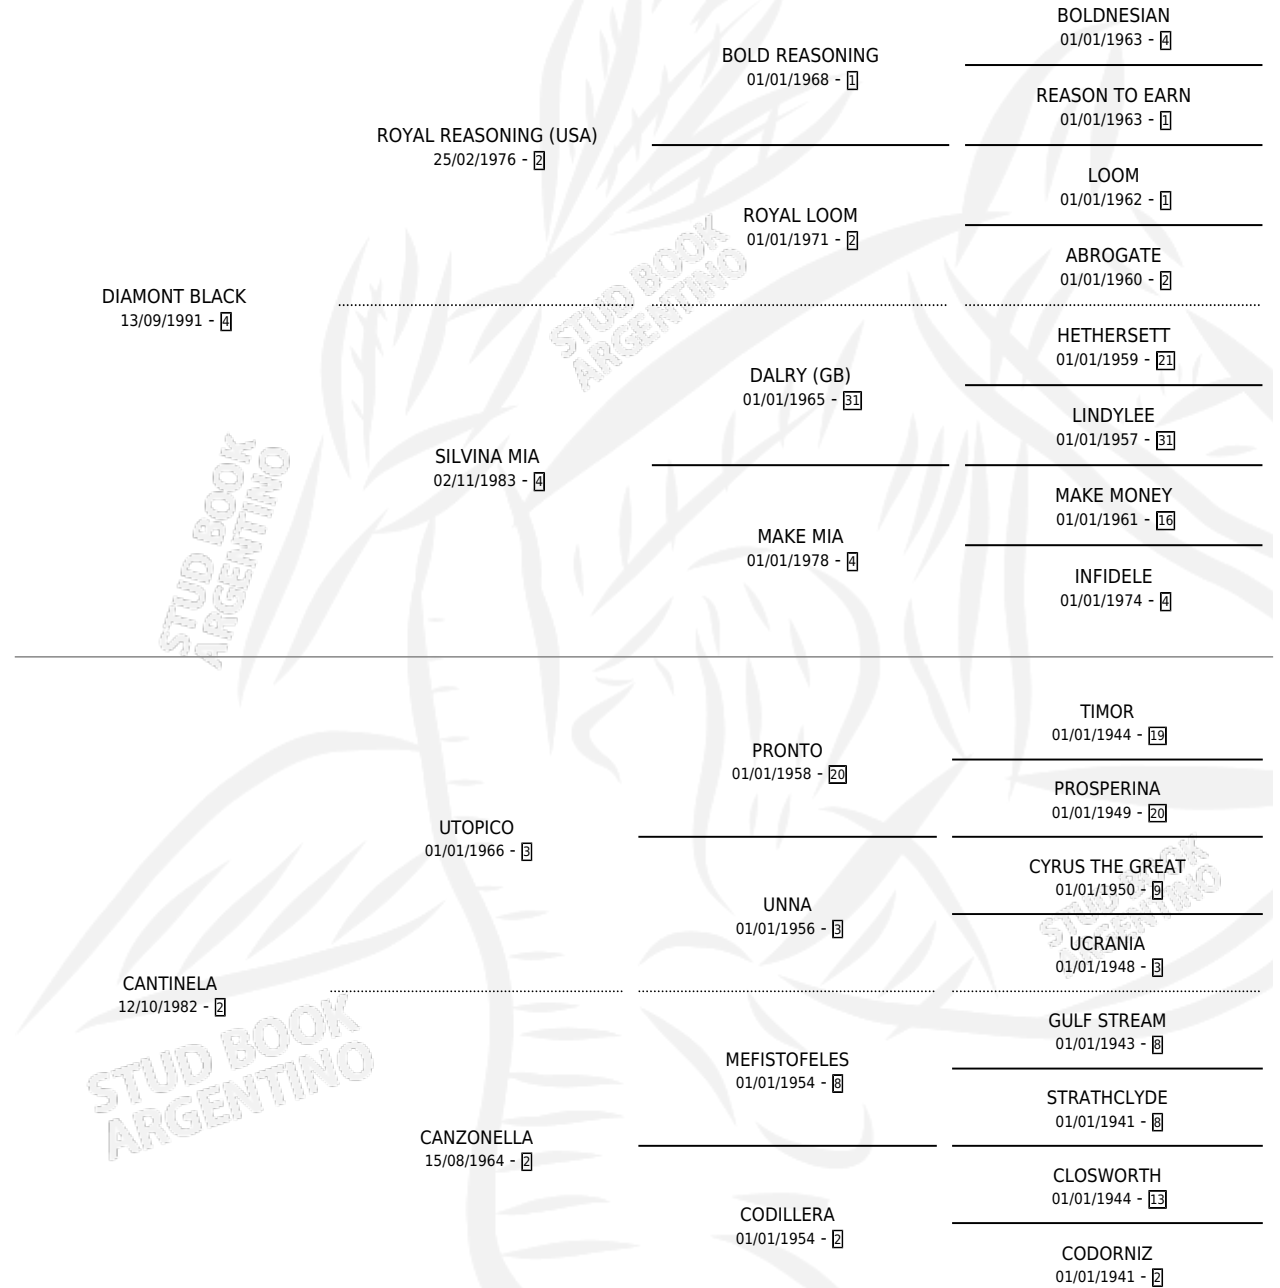 BOLDNESIAN
01/01/1963 - 4
BOLD REASONING
01/01/1968 - 1
REASON TO EARN
01/01/1963 - 1
ROYAL REASONING (USA)
25/02/1976 - 2
LOOM
01/01/1962 - 1
ROYAL LOOM
01/01/1971 - 2
ABROGATE
01/01/1960 - 2
DIAMONT BLACK
13/09/1991 - 4
STUD BOOK
ARGENTINO
HETHERSETT
01/01/1959 - 21
DALRY (GB)
01/01/1965 - 31
LINDYLEE
01/01/1957 - 31
SILVINA MIA
02/11/1983 - 4
MAKE MONEY
01/01/1961 - 16
MAKE MIA
01/01/1978 - 4
INFIDELE
01/01/1974 - 4
STUD BOOK
ARGENTINO
TIMOR
01/01/1944 - 19
PRONTO
01/01/1958 - 20
PROSPERINA
01/01/1949 - 20
UTOPICO
01/01/1966 - 3
CYRUS THE GREAT
01/01/1950 - 9
UNNA
01/01/1956 - 3
UCRANIA
01/01/1948 - 3
STUD BOOK
ARGENTINO
CANTINELA
12/10/1982 - 2
GULF STREAM
01/01/1943 - 8
MEFISTOFELES
01/01/1954 - 8
STRATHCLYDE
01/01/1941 - 8
STUD BOOK
ARGENTINO
CANZONELLA
15/08/1964 - 2
CLOSWORTH
01/01/1944 - 13
CODILLERA
01/01/1954 - 2
CODORNIZ
01/01/1941 - 2